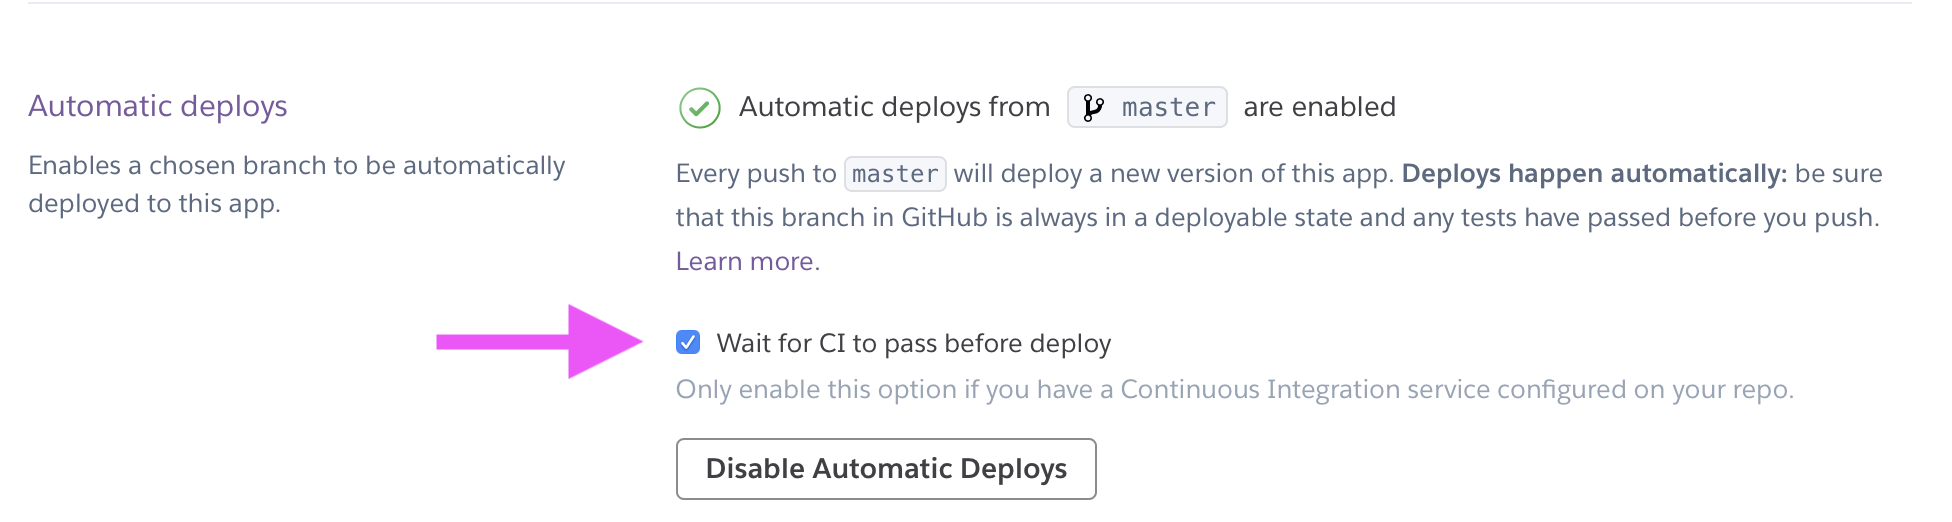 Automatic deploys
Enables a chosen branch to be automatically
deployed to this app.
Automatic deploys from master are enabled
Every push to master will deploy a new version of this app. Deploys happen automatically: be sure
that this branch in GitHub is always in a deployable state and any tests have passed before you push.
Learn more.
Wait for CI to pass before deploy
Only enable this option if you have a Continuous Integration service configured on your repo.
Disable Automatic Deploys